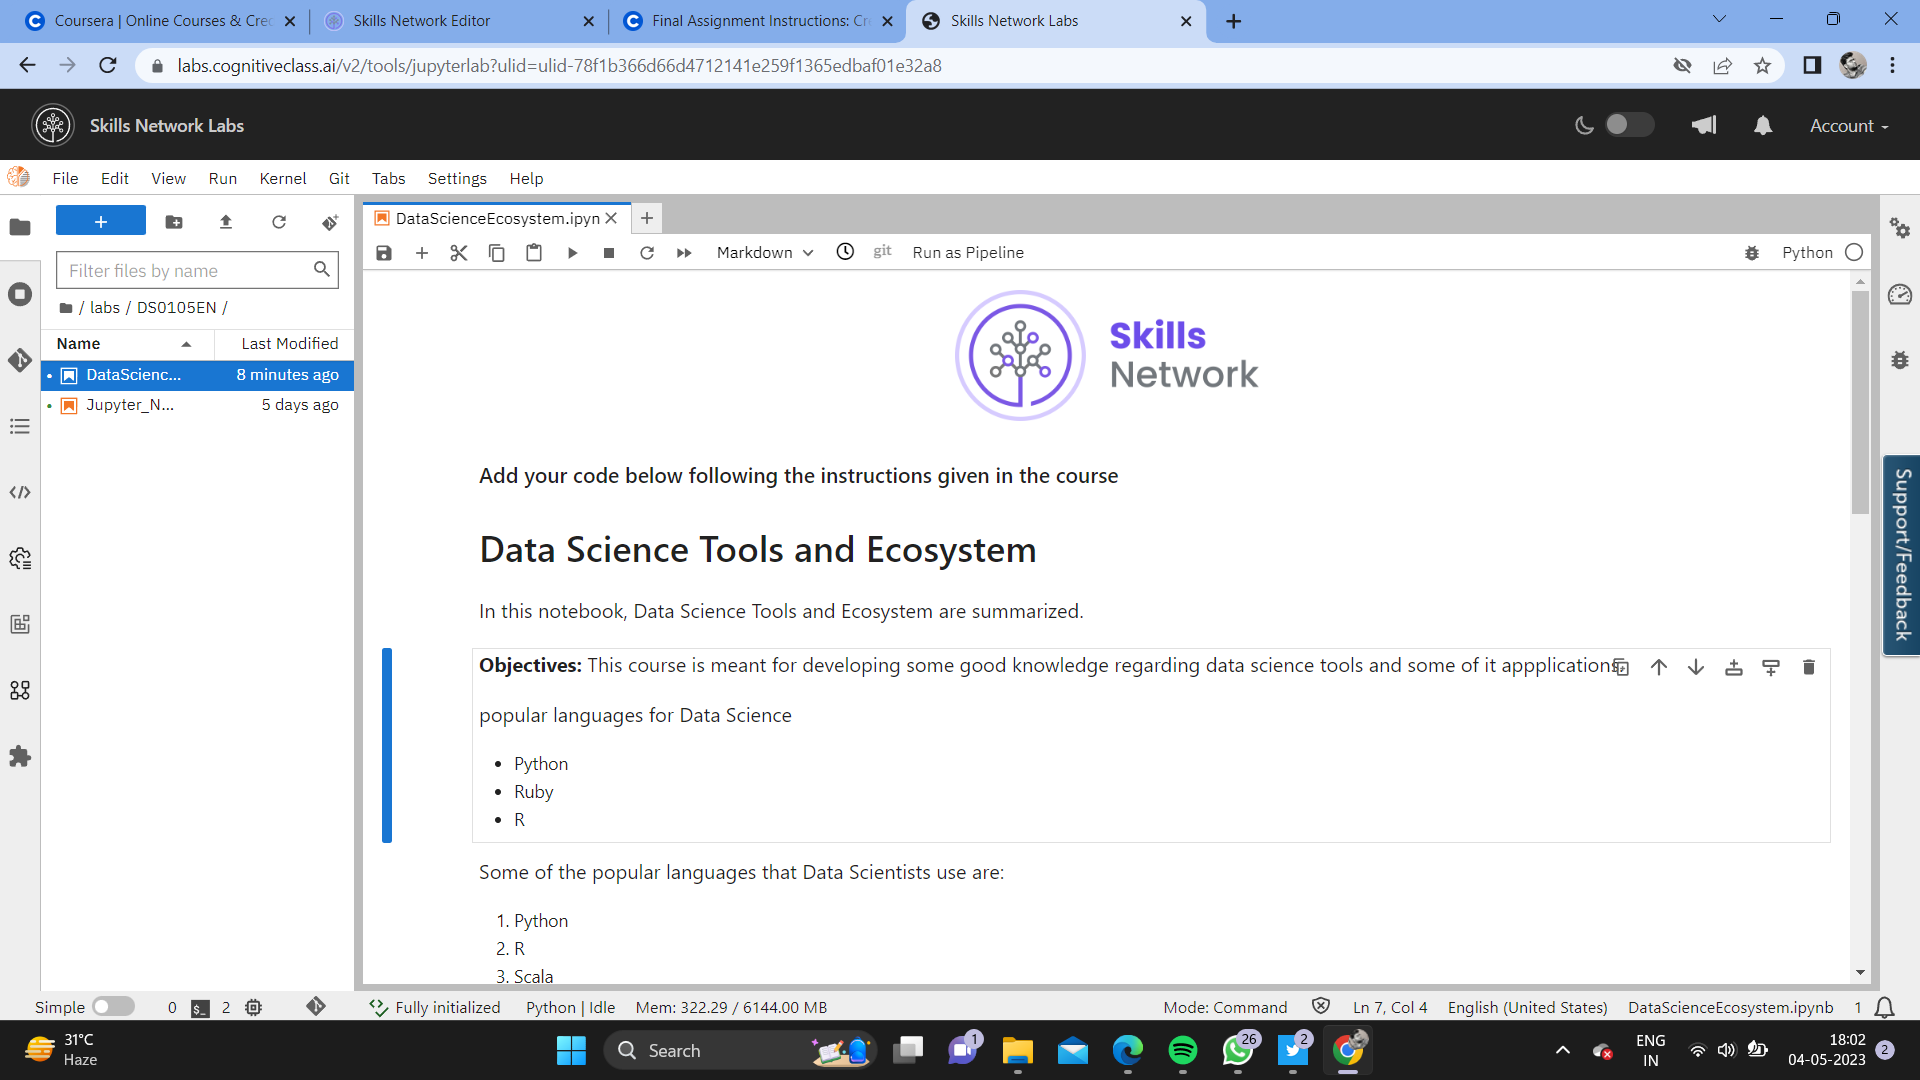 Coursera | Online Courses & Cre
Skills Network Editor
Final Assignment Instructions: Cr
Skills Network Labs
labs.cognitiveclass.ai/v2/tools/jupyterlab?ulid=ulid-78f1b366d66d4712141e259f1365edbaf01e32a8
Skills Network Labs
Account
File Edit View Run Kernel Git Tabs Settings Help
DataScienceEcosystem.ipyn
Markdown
git
Run as Pipeline
Python
Filter files by name
/ labs / DS0105EN /
Name Last Modified
DataScienc... 8 minutes ago
Jupyter_N... 5 days ago
Skills
Network
Add your code below following the instructions given in the course
Data Science Tools and Ecosystem
In this notebook, Data Science Tools and Ecosystem are summarized.
Objectives: This course is meant for developing some good knowledge regarding data science tools and some of it appplications
popular languages for Data Science
• Python
• Ruby
• R
Some of the popular languages that Data Scientists use are:
1. Python
2. R
3. Scala
Support/Feedback
Simple 0 $_ 2 Fully initialized Python | Idle Mem: 322.29 / 6144.00 MB Mode: Command Ln 7, Col 4 English (United States) DataScienceEcosystem.ipynb 1
31°C
Haze
Search
1
26
2
ENG
IN
18:02
04-05-2023
2